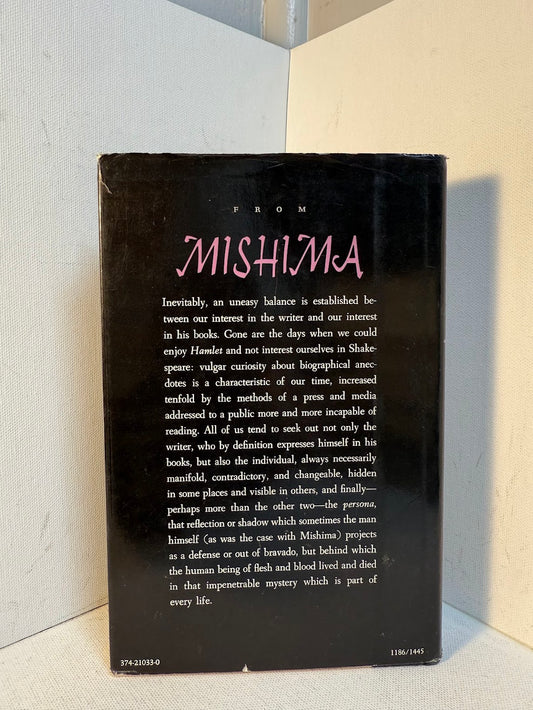 FROM
MISHIMA
Inevitably, an uneasy balance is established be-
tween our interest in the writer and our interest
in his books. Gone are the days when we could
enjoy Hamlet and not interest ourselves in Shake-
speare: vulgar curiosity about biographical anec-
dotes is a characteristic of our time, increased
tenfold by the methods of a press and media
addressed to a public more and more incapable of
reading. All of us tend to seek out not only the
writer, who by definition expresses himself in his
books, but also the individual, always necessarily
manifold, contradictory, and changeable, hidden
in some places and visible in others, and finally—
perhaps more than the other two—the persona,
that reflection or shadow which sometimes the man
himself (as was the case with Mishima) projects
as a defense or out of bravado, but behind which
the human being of flesh and blood lived and died
in that impenetrable mystery which is part of
every life.
374-21033-0
1186/1445